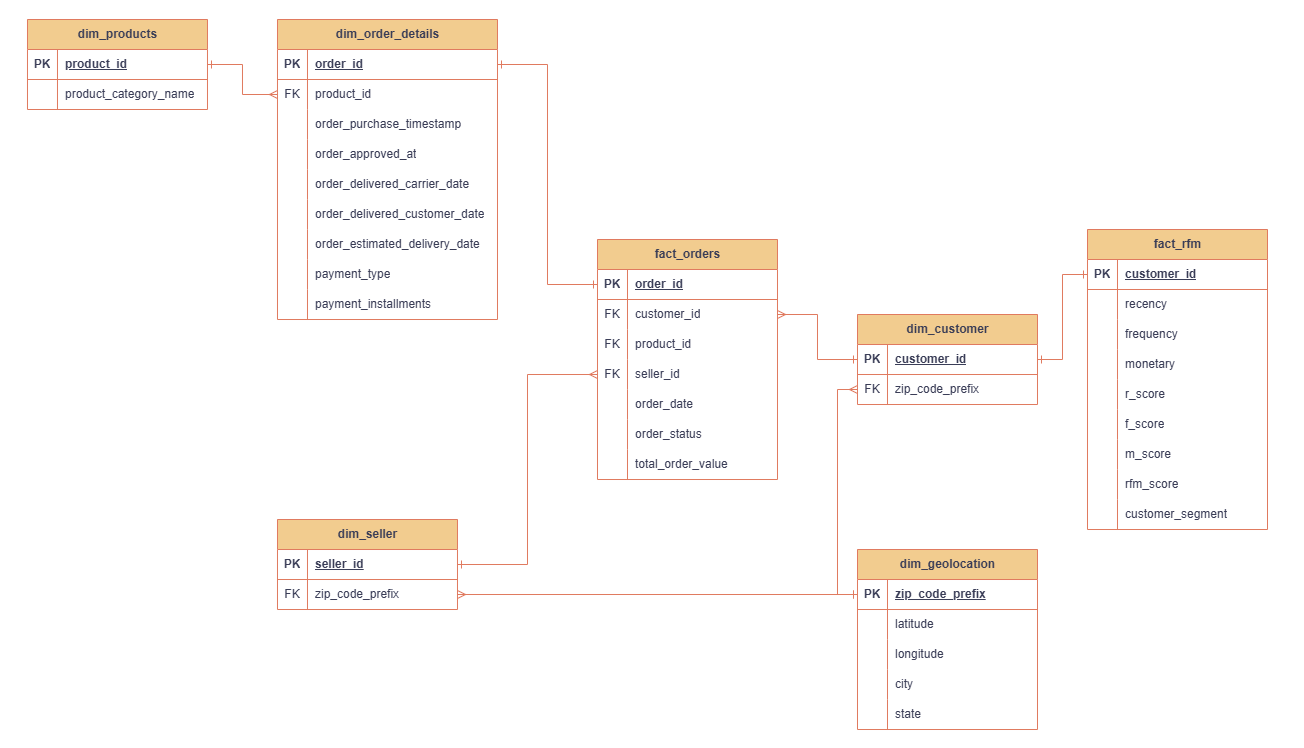 dim_products
PK product_id
product_category_name
dim_order_details
PK order_id
FK product_id
order_purchase_timestamp
order_approved_at
order_delivered_carrier_date
order_delivered_customer_date
order_estimated_delivery_date
payment_type
payment_installments
fact_orders
PK order_id
FK customer_id
FK product_id
FK seller_id
order_date
order_status
total_order_value
dim_customer
PK customer_id
FK zip_code_prefix
fact_rfm
PK customer_id
recency
frequency
monetary
r_score
f_score
m_score
rfm_score
customer_segment
dim_seller
PK seller_id
FK zip_code_prefix
dim_geolocation
PK zip_code_prefix
latitude
longitude
city
state